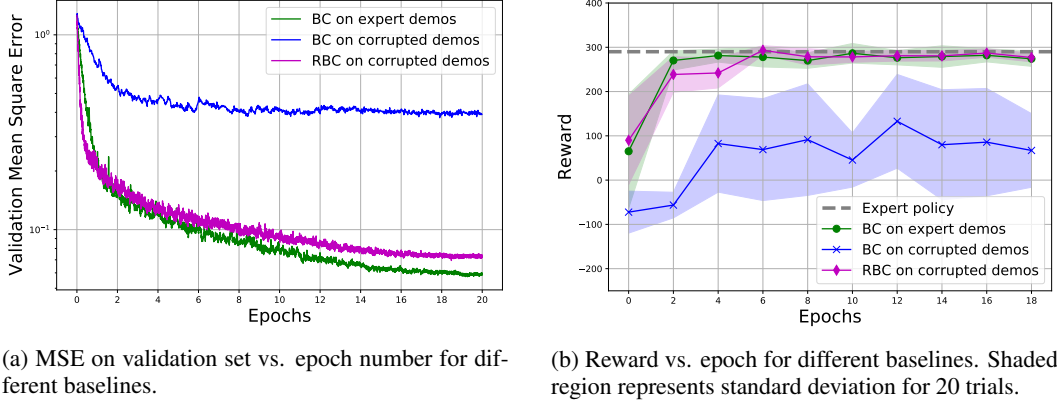 Validation Mean Square Error
10^0
10^-1
BC on expert demos
BC on corrupted demos
RBC on corrupted demos
0 2 4 6 8 10 12 14 16 18 20
Epochs
(a) MSE on validation set vs. epoch number for dif-
ferent baselines.
Reward
400
300
200
100
0
−100
−200
Expert policy
BC on expert demos
BC on corrupted demos
RBC on corrupted demos
0 2 4 6 8 10 12 14 16 18
Epochs
(b) Reward vs. epoch for different baselines. Shaded
region represents standard deviation for 20 trials.